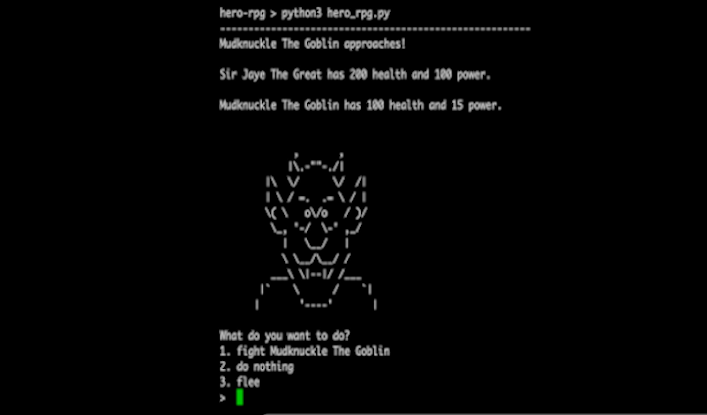 hero-rpg > python3 hero_rpg.py
Mudknuckle The Goblin approaches!
Sir Jaye The Great has 200 health and 100 power.
Mudknuckle The Goblin has 100 health and 15 power.
What do you want to do?
1. fight Mudknuckle The Goblin
2. do nothing
3. flee
>